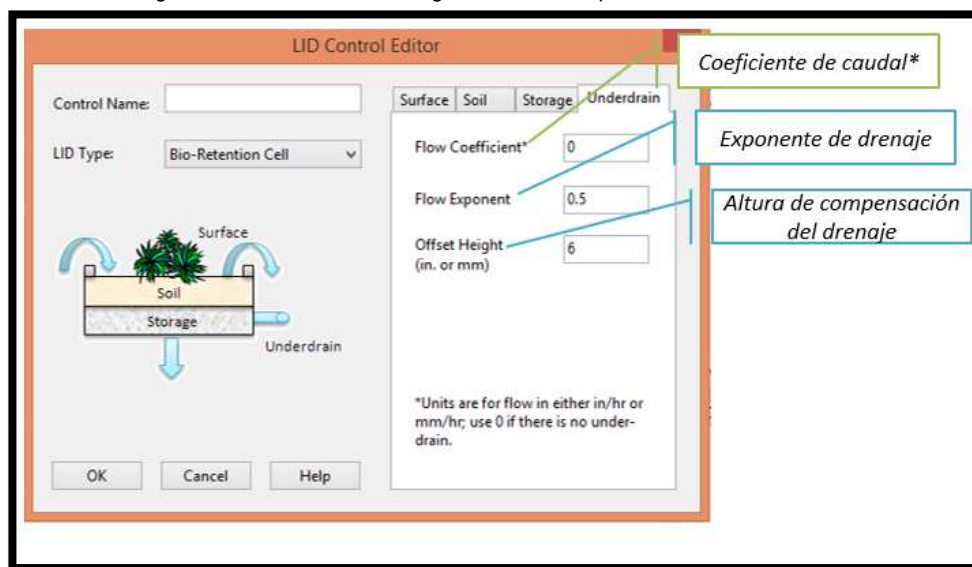 LID Control Editor
Control Name:
LID Type:
Bio-Retention Cell
Surface
Soil
Storage
Underdrain
OK
Cancel
Help
Surface
Soil
Storage
Underdrain
Flow Coefficient*
0
Flow Exponent
0.5
Offset Height
(in. or mm)
6
*Units are for flow in either in/hr or
mm/hr; use 0 if there is no under-
drain.
Coeficiente de caudal*
Exponente de drenaje
Altura de compensación
del drenaje